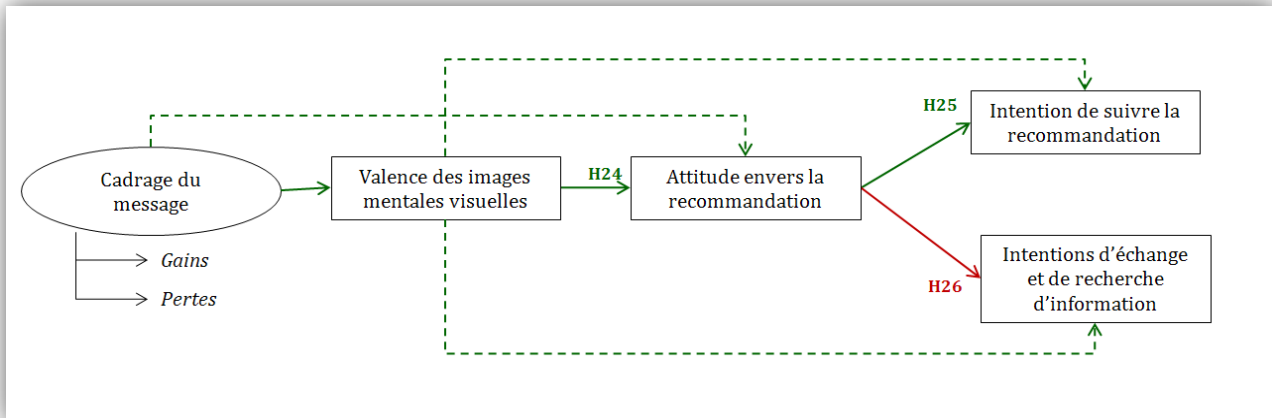 Cadrage du
message
Gains
Pertes
Valence des images
mentales visuelles
H24
Attitude envers la
recommandation
H25
Intention de suivre la
recommandation
H26
Intentions d’échange
et de recherche
d’information